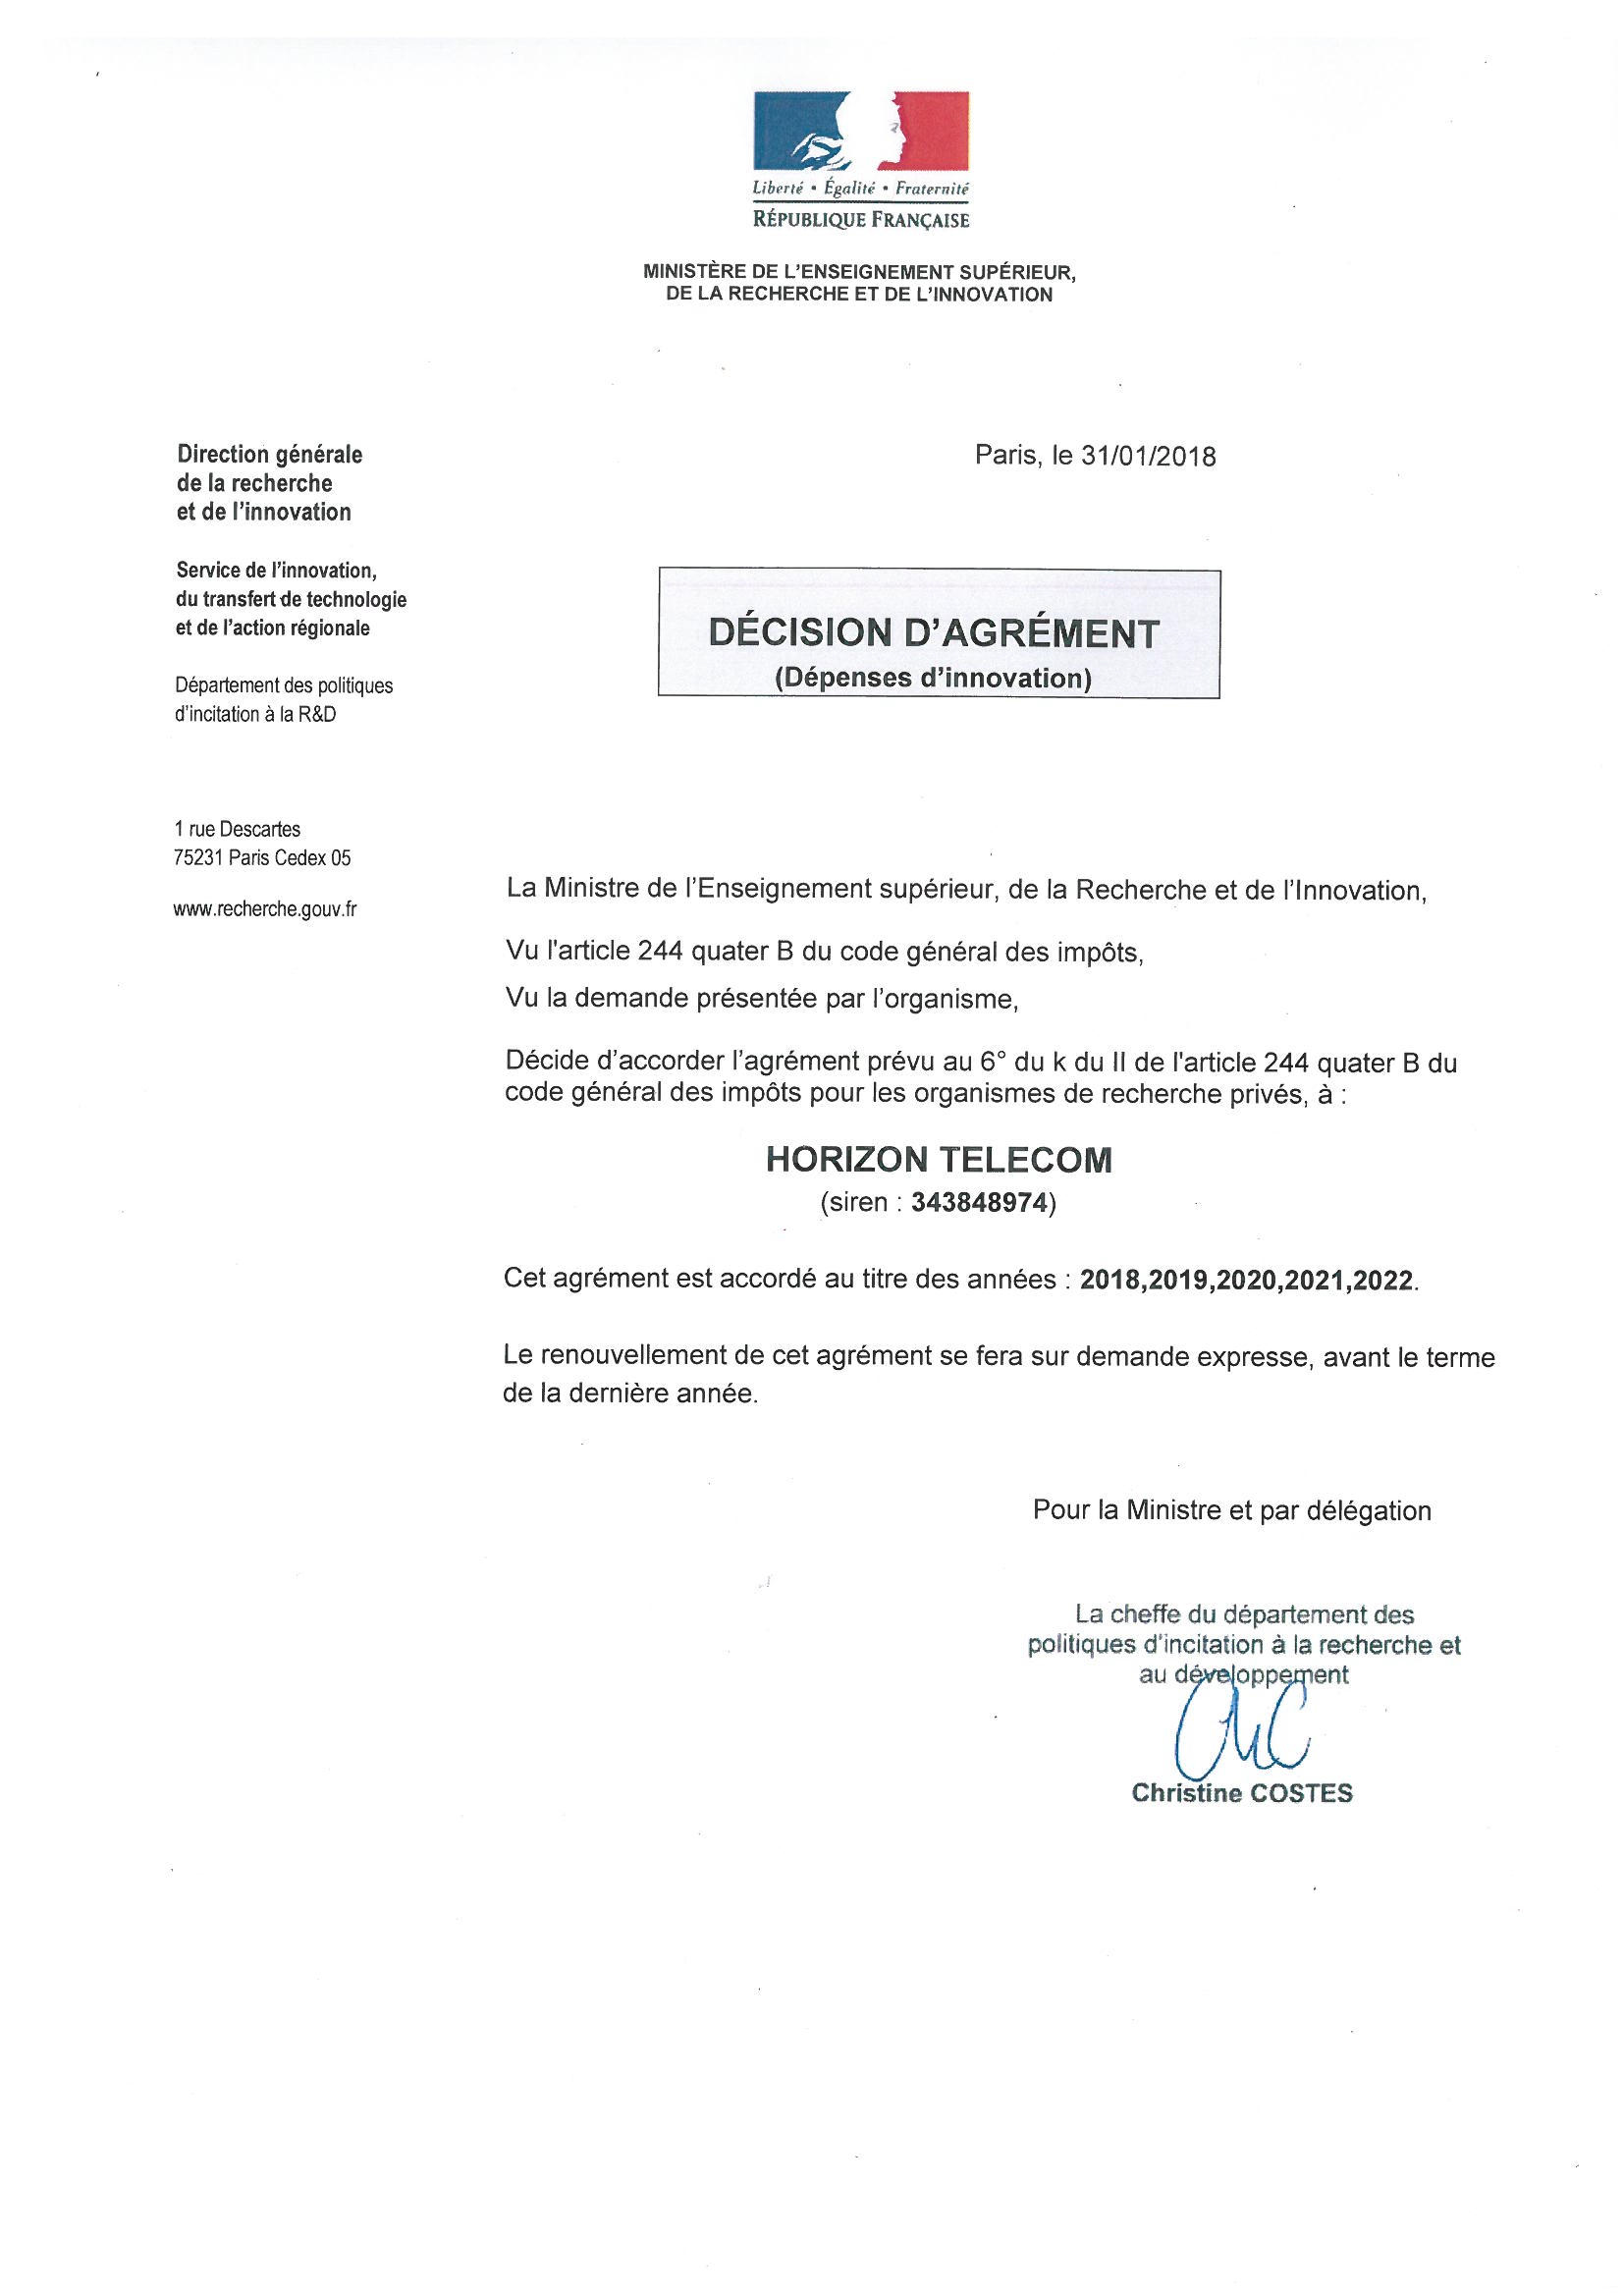 Liberté • Égalité • Fraternité
RÉPUBLIQUE FRANÇAISE
MINISTÈRE DE L'ENSEIGNEMENT SUPÉRIEUR,
DE LA RECHERCHE ET DE L'INNOVATION
Direction générale
de la recherche
et de l'innovation
Service de l'innovation,
du transfert de technologie
et de l'action régionale
Département des politiques
d'incitation à la R&D
1 rue Descartes
75231 Paris Cedex 05
www.recherche.gouv.fr
Paris, le 31/01/2018
DÉCISION D'AGRÉMENT
(Dépenses d'innovation)
La Ministre de l'Enseignement supérieur, de la Recherche et de l'Innovation,
Vu l'article 244 quater B du code général des impôts,
Vu la demande présentée par l'organisme,
Décide d'accorder l'agrément prévu au 6° du k du II de l'article 244 quater B du
code général des impôts pour les organismes de recherche privés, à :
HORIZON TELECOM
(siren : 343848974)
Cet agrément est accordé au titre des années : 2018,2019,2020,2021,2022.
Le renouvellement de cet agrément se fera sur demande expresse, avant le terme
de la dernière année.
Pour la Ministre et par délégation
La cheffe du département des
politiques d'incitation à la recherche et
au développement
Christine COSTES